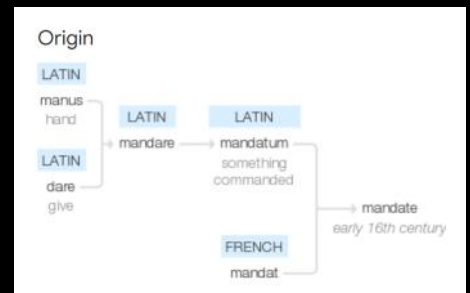 Origin
LATIN
manus
hand
LATIN
dare
give
LATIN
mandare
LATIN
mandatum
something
commanded
FRENCH
mandat
mandate
early 16th century